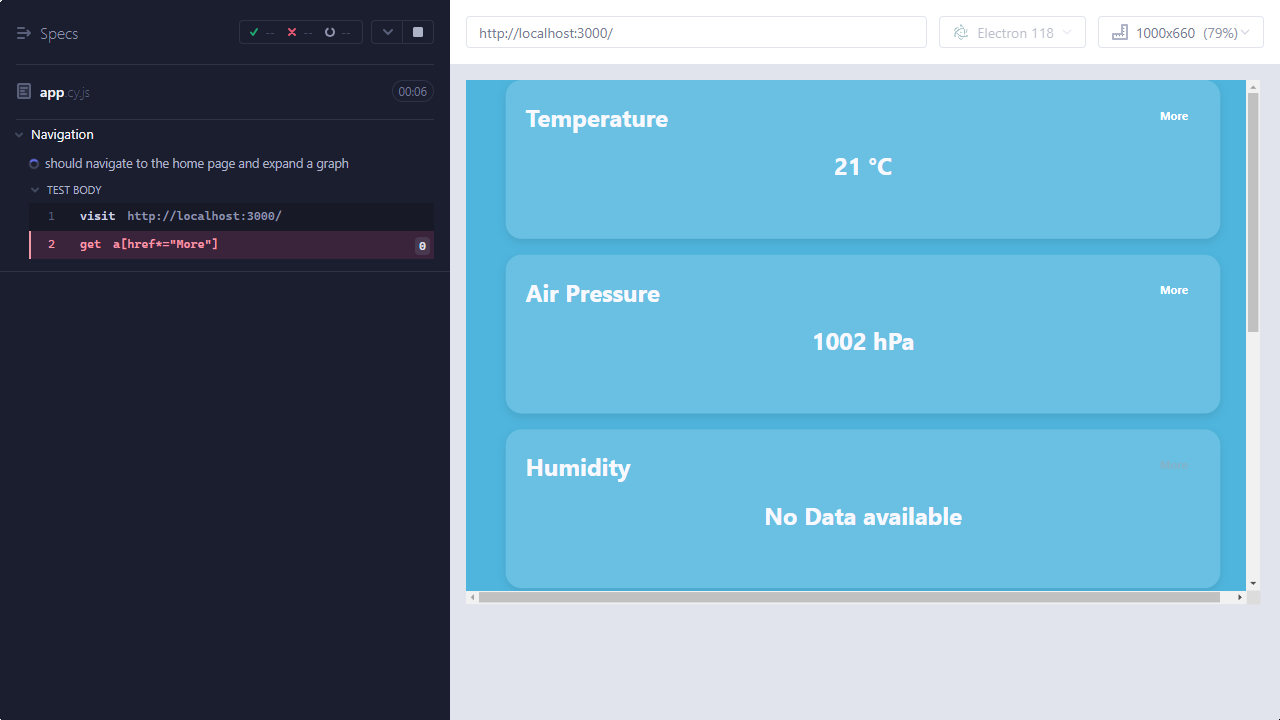 Specs
--
--
--
app.cy.js
00:06
Navigation
should navigate to the home page and expand a graph
TEST BODY
1 visit http://localhost:3000/
2 get a[href*="More"] 0
http://localhost:3000/
Electron 118
1000x660 (79%)
Temperature
More
21 °C
Air Pressure
More
1002 hPa
Humidity
More
No Data available